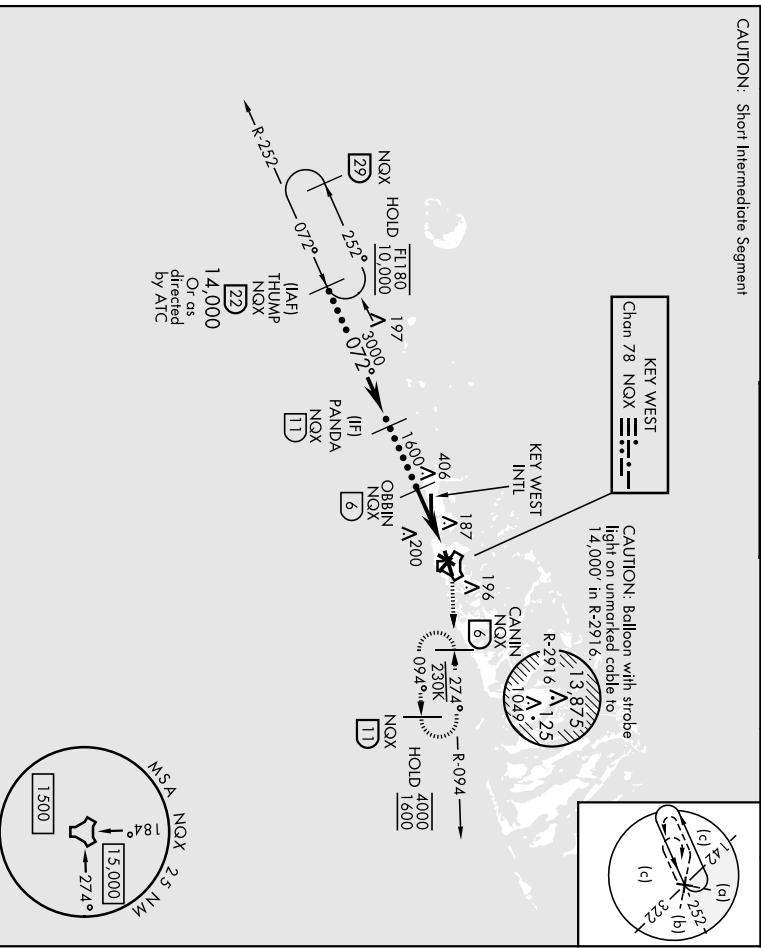 CAUTION: Short Intermediate Segment
KEY WEST
Chan 78 NQX
CAUTION: Balloon with strobe
light on unmarked cable to
14,000' in R-2916.
(a)
(b)
(c)
(c)
142
252
322
R-252
NQX
29
HOLD
FL180
10,000
252°
072°
(IAF)
THUMP
NQX
22
14,000
Or as
directed
by ATC
197
3000
072°
(IF)
PANDA
NQX
11
1600
406
OBBIN
NQX
6
KEY WEST
INTL
187
200
196
CANIN
NQX
6
13,875
R-2916
125
1049
274°
230K
094°
R-094
NQX
11
HOLD
4000
1600
MSA NQX 25 NM
1500
184°
15,000
274°